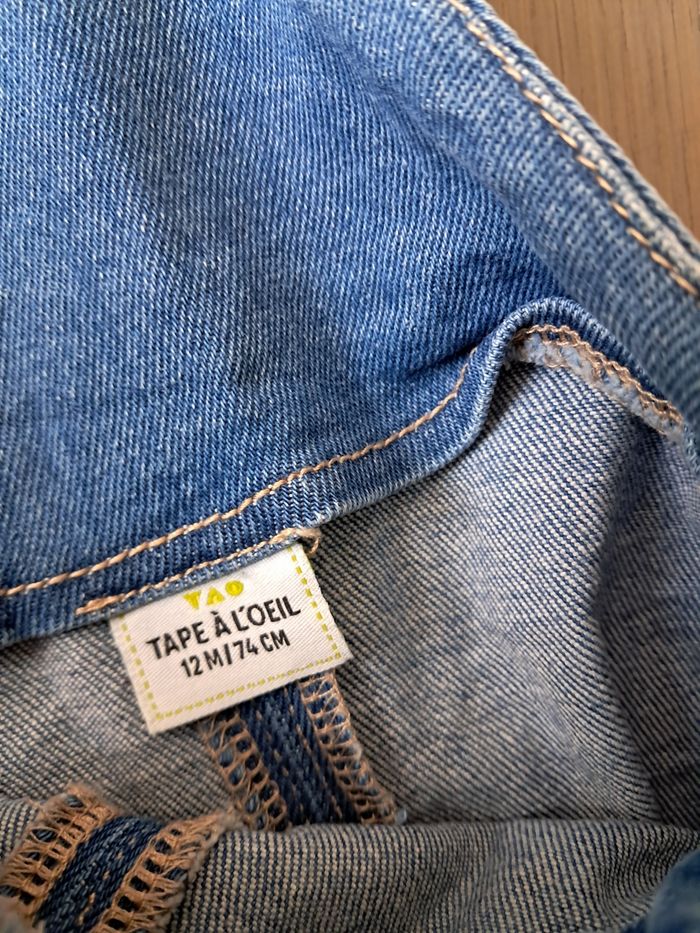 TAO
TAPE À L'OEIL
12 M / 74 CM